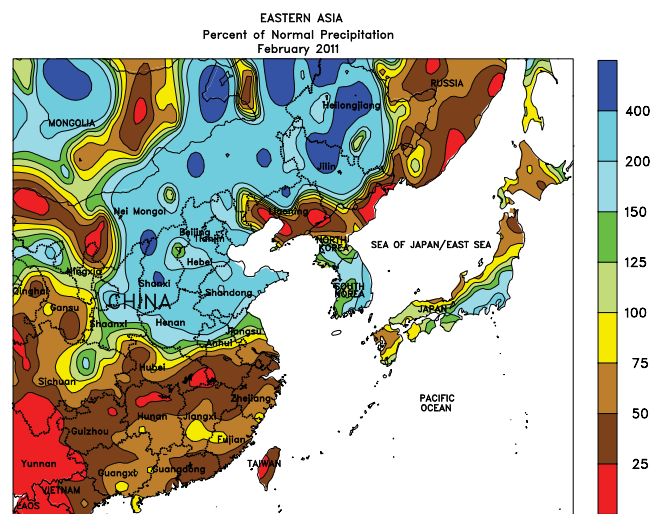 EASTERN ASIA
Percent of Normal Precipitation
February 2011
RUSSIA
MONGOLIA
Heilongjiang
Jilin
Nei Mongol
Liaoning
Beijing
Tianjin
NORTH
KOREA
SEA OF JAPAN/EAST SEA
Hebei
Ningxia
Shanxi
SOUTH
KOREA
Qinghai
Shandong
CHINA
Gansu
JAPAN
Shaanxi
Henan
Jiangsu
Anhui
Hubei
Sichuan
Zhejiang
PACIFIC
OCEAN
Hunan
Jiangxi
Guizhou
Fujian
Yunnan
Guangxi
Guangdong
TAIWAN
VIETNAM
LAOS
400
200
150
125
100
75
50
25